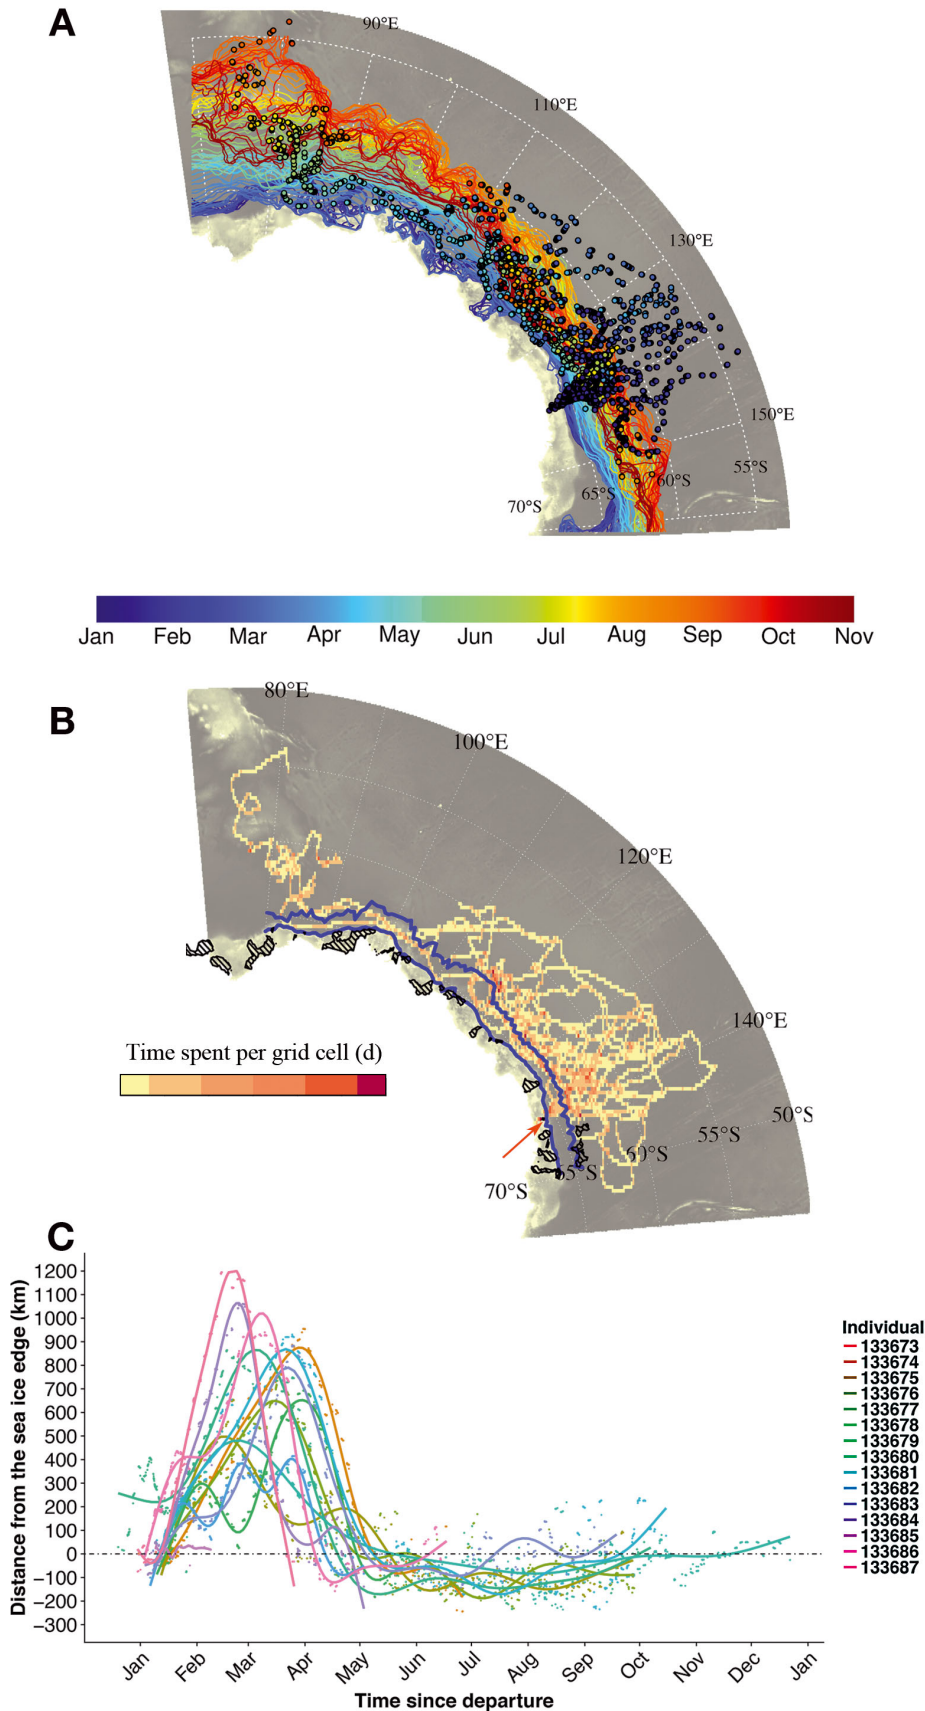 A
90°E
110°E
130°E
150°E
55°S
60°S
65°S
70°S
Jan Feb Mar Apr May Jun Jul Aug Sep Oct Nov
B
80°E
100°E
120°E
140°E
50°S
55°S
60°S
65°S
70°S
Time spent per grid cell (d)
C
Distance from the sea ice edge (km)
1200
1100
1000
900
800
700
600
500
400
300
200
100
0
−100
−200
−300
Jan Feb Mar Apr May Jun Jul Aug Sep Oct Nov Dec Jan
Time since departure
Individual
133673
133674
133675
133676
133677
133678
133679
133680
133681
133682
133683
133684
133685
133686
133687